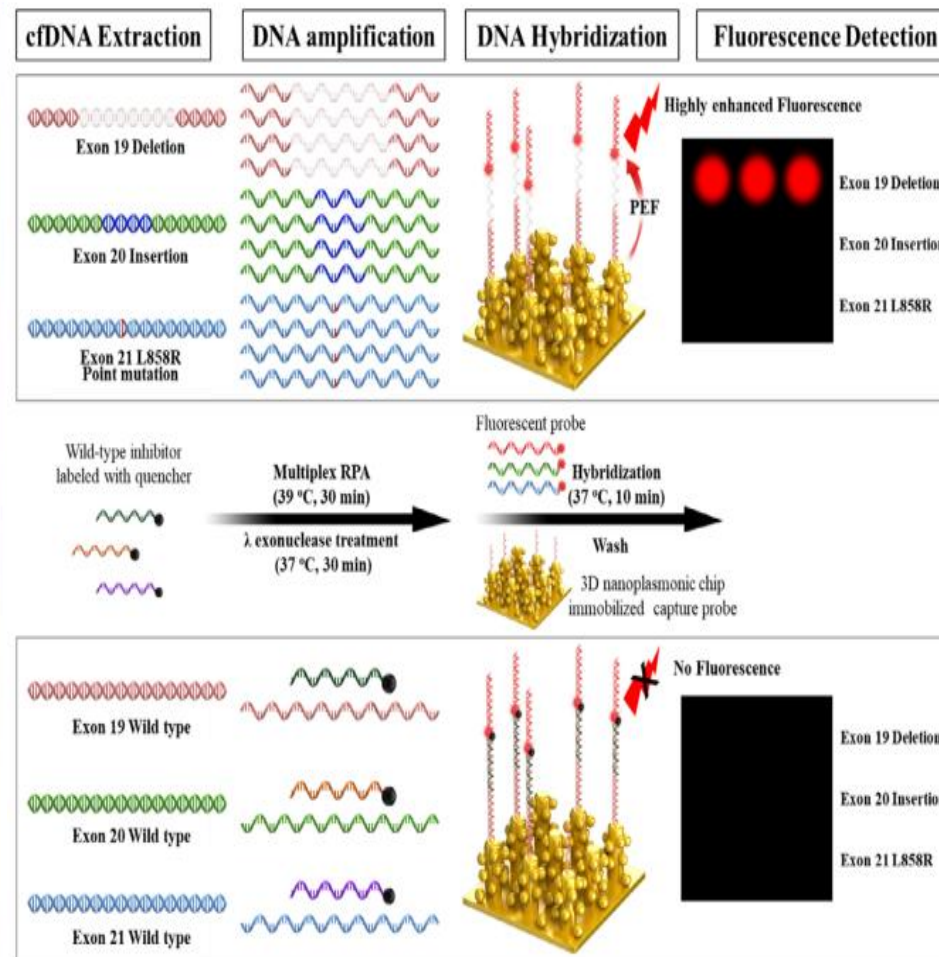 cfDNA Extraction
DNA amplification
DNA Hybridization
Fluorescence Detection
Exon 19 Deletion
Exon 20 Insertion
Exon 21 L858R
Point mutation
Highly enhanced Fluorescence
PEF
Exon 19 Deletion
Exon 20 Insertion
Exon 21 L858R
Wild-type inhibitor
labeled with quencher
Multiplex RPA
(39 ºC, 30 min)
λ exonuclease treatment
(37 ºC, 30 min)
Fluorescent probe
Hybridization
(37 ºC, 10 min)
Wash
3D nanoplasmonic chip
immobilized capture probe
Exon 19 Wild type
Exon 20 Wild type
Exon 21 Wild type
No Fluorescence
Exon 19 Deletion
Exon 20 Insertion
Exon 21 L858R